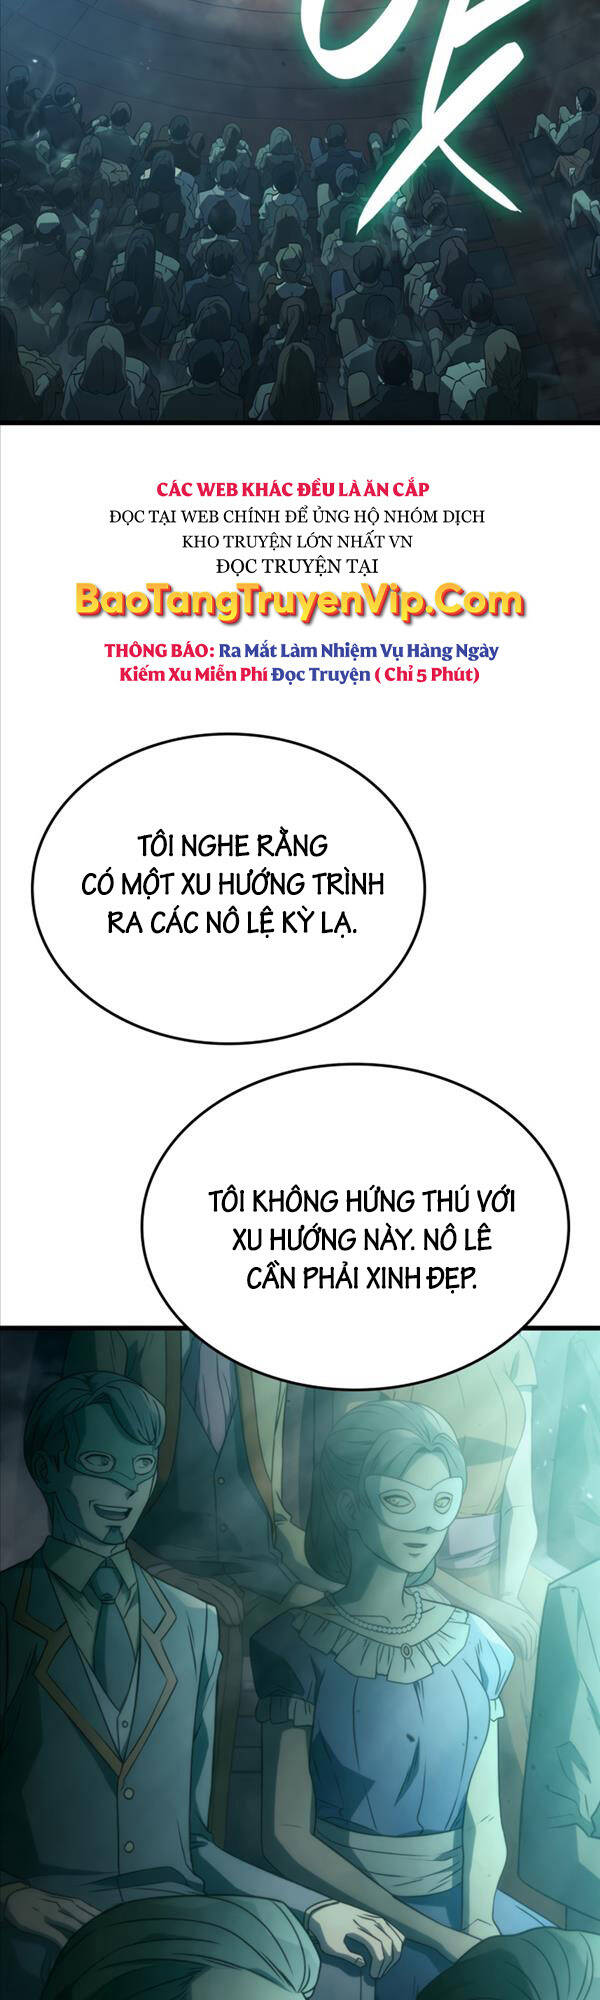 CÁC WEB KHÁC ĐỀU LÀ ĂN CẮP
ĐỌC TẠI WEB CHÍNH ĐỂ ỦNG HỘ NHÓM DỊCH
KHO TRUYỆN LỚN NHẤT VN
ĐỌC TRUYỆN TẠI
BaoTangTruyenVip.Com
THÔNG BÁO: Ra Mắt Làm Nhiệm Vụ Hàng Ngày
Kiếm Xu Miễn Phí Đọc Truyện ( Chỉ 5 Phút)
TÔI NGHE RẰNG
CÓ MỘT XU HƯỚNG TRÌNH
RA CÁC NÔ LỆ KỲ LẠ.
TÔI KHÔNG HỨNG THÚ VỚI
XU HƯỚNG NÀY. NÔ LÊ
CẦN PHẢI XINH ĐẸP.